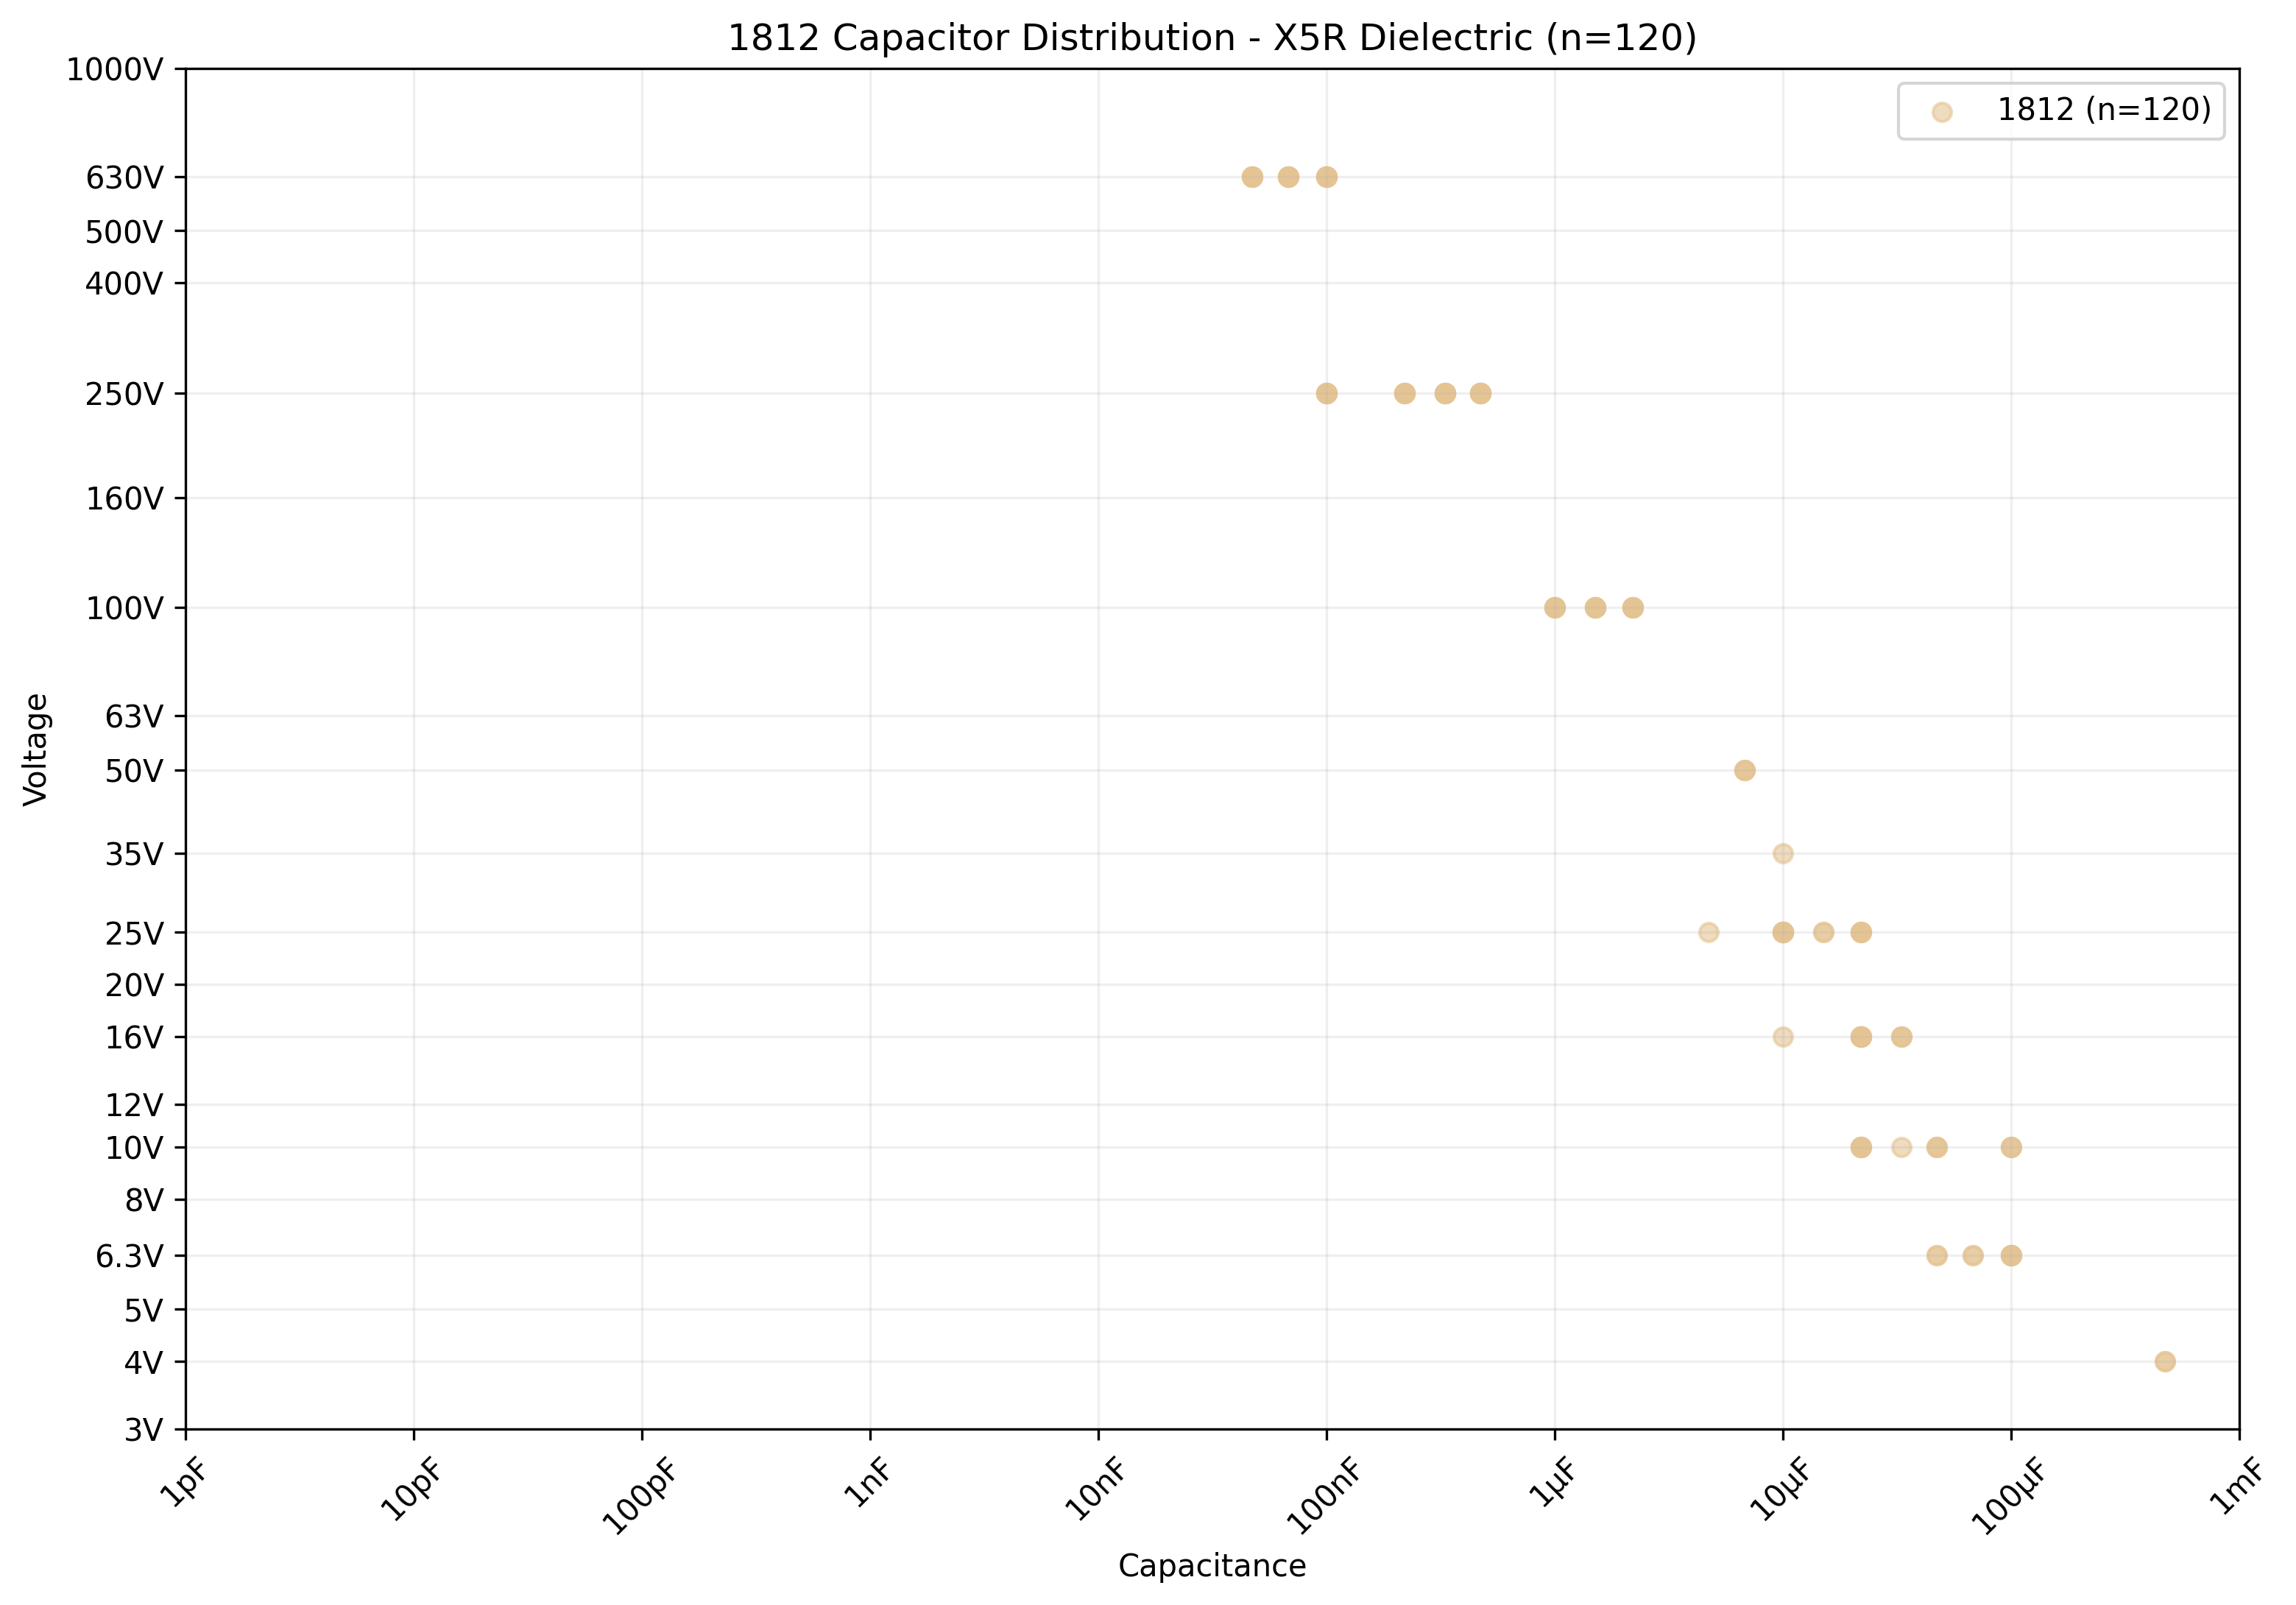 1812 Capacitor Distribution - X5R Dielectric (n=120)
1812 (n=120)
Voltage
1000V
630V
500V
400V
250V
160V
100V
63V
50V
35V
25V
20V
16V
12V
10V
8V
6.3V
5V
4V
3V
1pF
10pF
100pF
1nF
10nF
100nF
1µF
10µF
100µF
1mF
Capacitance